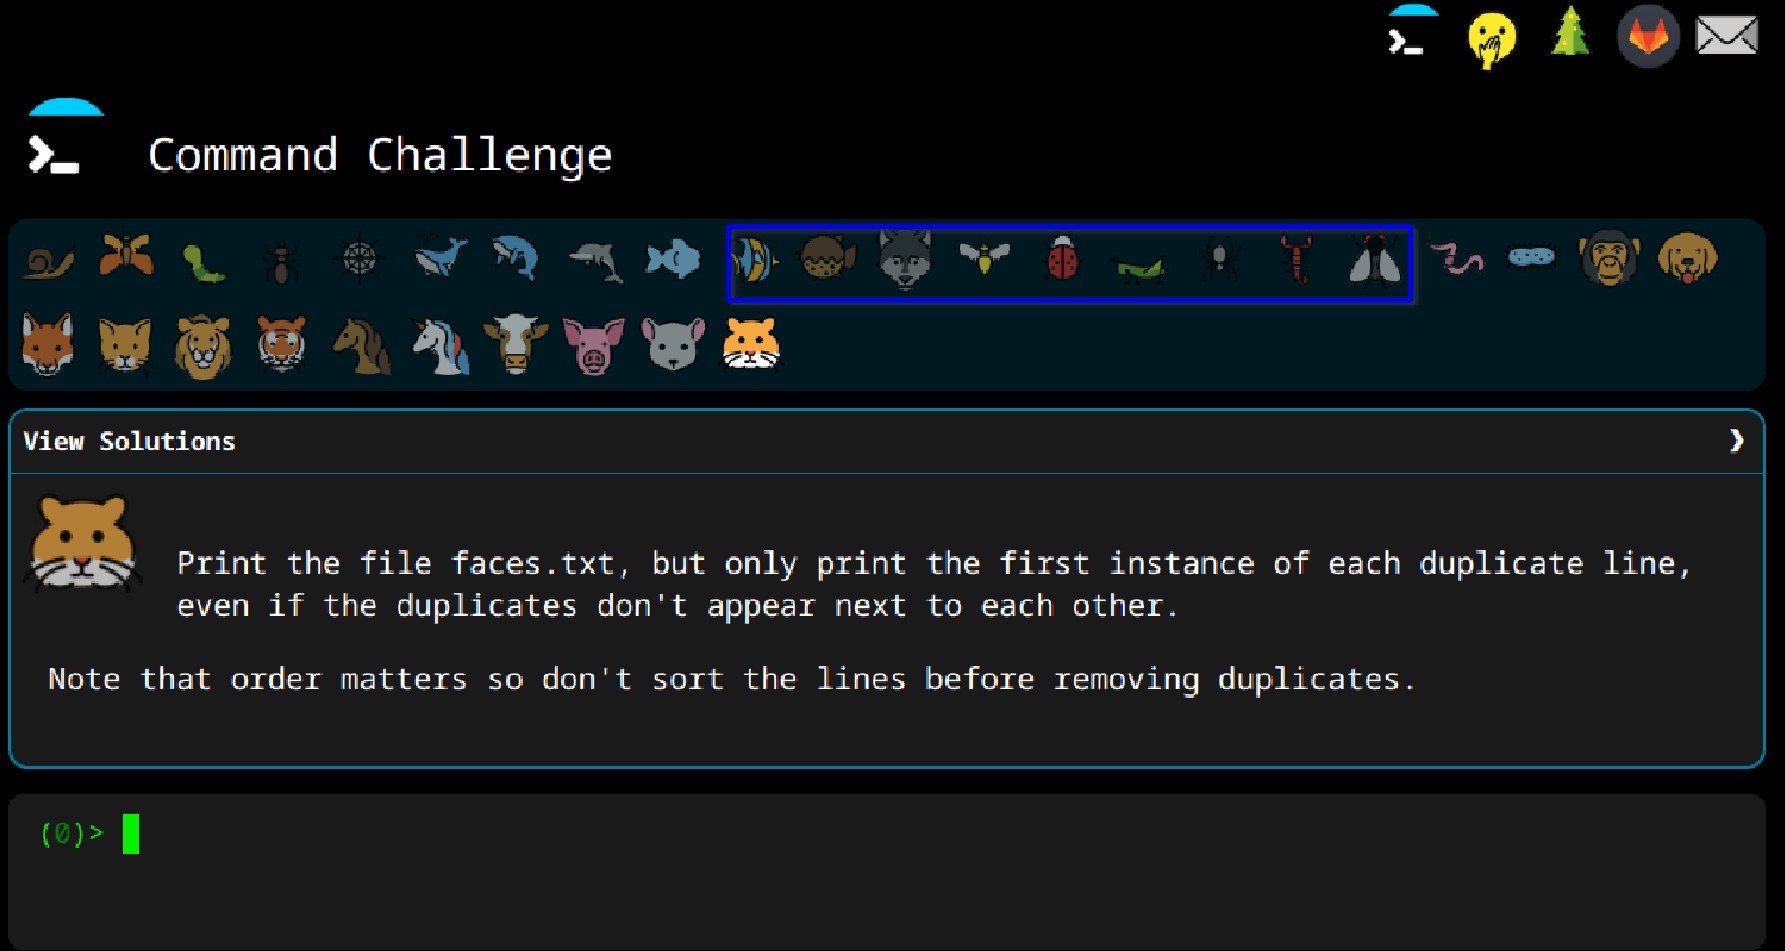 Command Challenge
View Solutions
Print the file faces.txt, but only print the first instance of each duplicate line,
even if the duplicates don't appear next to each other.
Note that order matters so don't sort the lines before removing duplicates.
(0)>